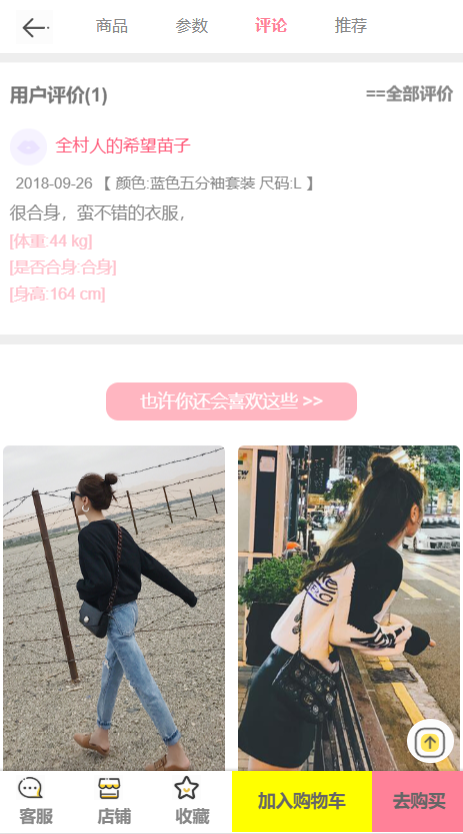 商品 参数 评论 推荐
用户评价(1) ==全部评价
全村人的希望苗子
2018-09-26 【 颜色:蓝色五分袖套装 尺码:L 】
很合身，蛮不错的衣服，
[体重:44 kg]
[是否合身:合身]
[身高:164 cm]
也许你还会喜欢这些 >>
客服 店铺 收藏 加入购物车 去购买